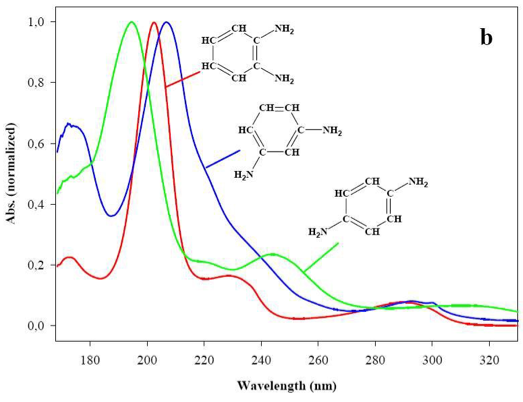 b
1,0
0,8
0,6
0,4
0,2
0,0
Abs. (normalized)
180 200 220 240 260 280 300 320
Wavelength (nm)
CH
HC C NH₂
HC C NH₂
CH
HC CH
HC C NH₂
C CH
H₂N
CH NH₂
HC C
C CH
H₂N CH